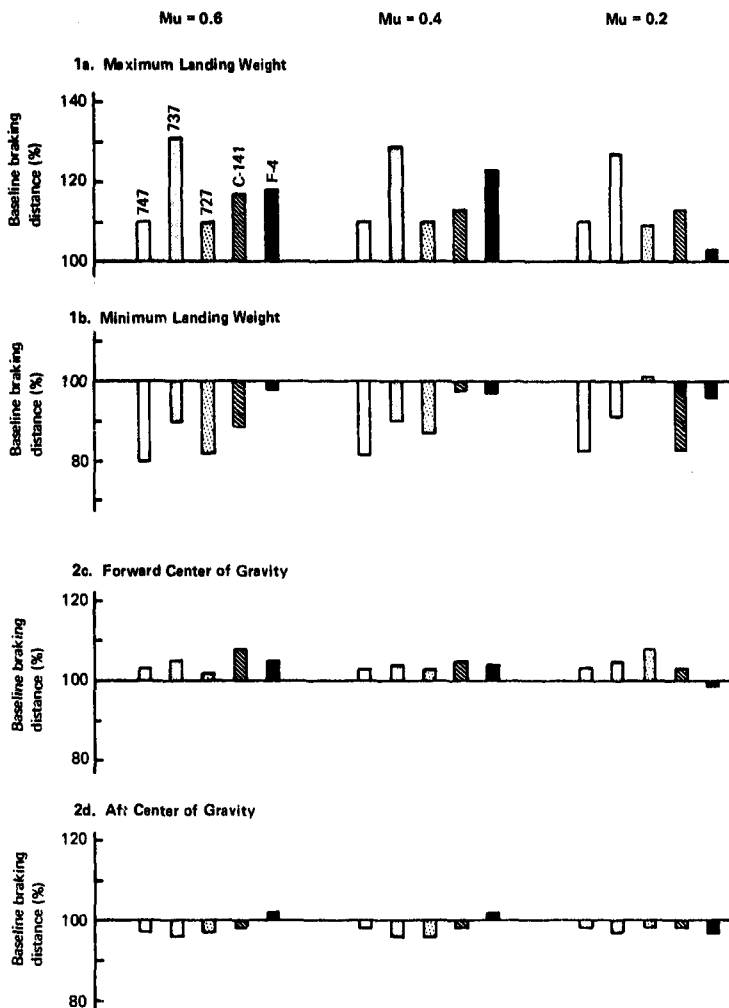 Mu = 0.6 Mu = 0.4 Mu = 0.2
1a. Maximum Landing Weight
Baseline braking
distance (%)
140
120
100
747
737
727
C-141
F-4
1b. Minimum Landing Weight
Baseline braking
distance (%)
100
80
2c. Forward Center of Gravity
Baseline braking
distance (%)
120
100
80
2d. Aft Center of Gravity
Baseline braking
distance (%)
120
100
80